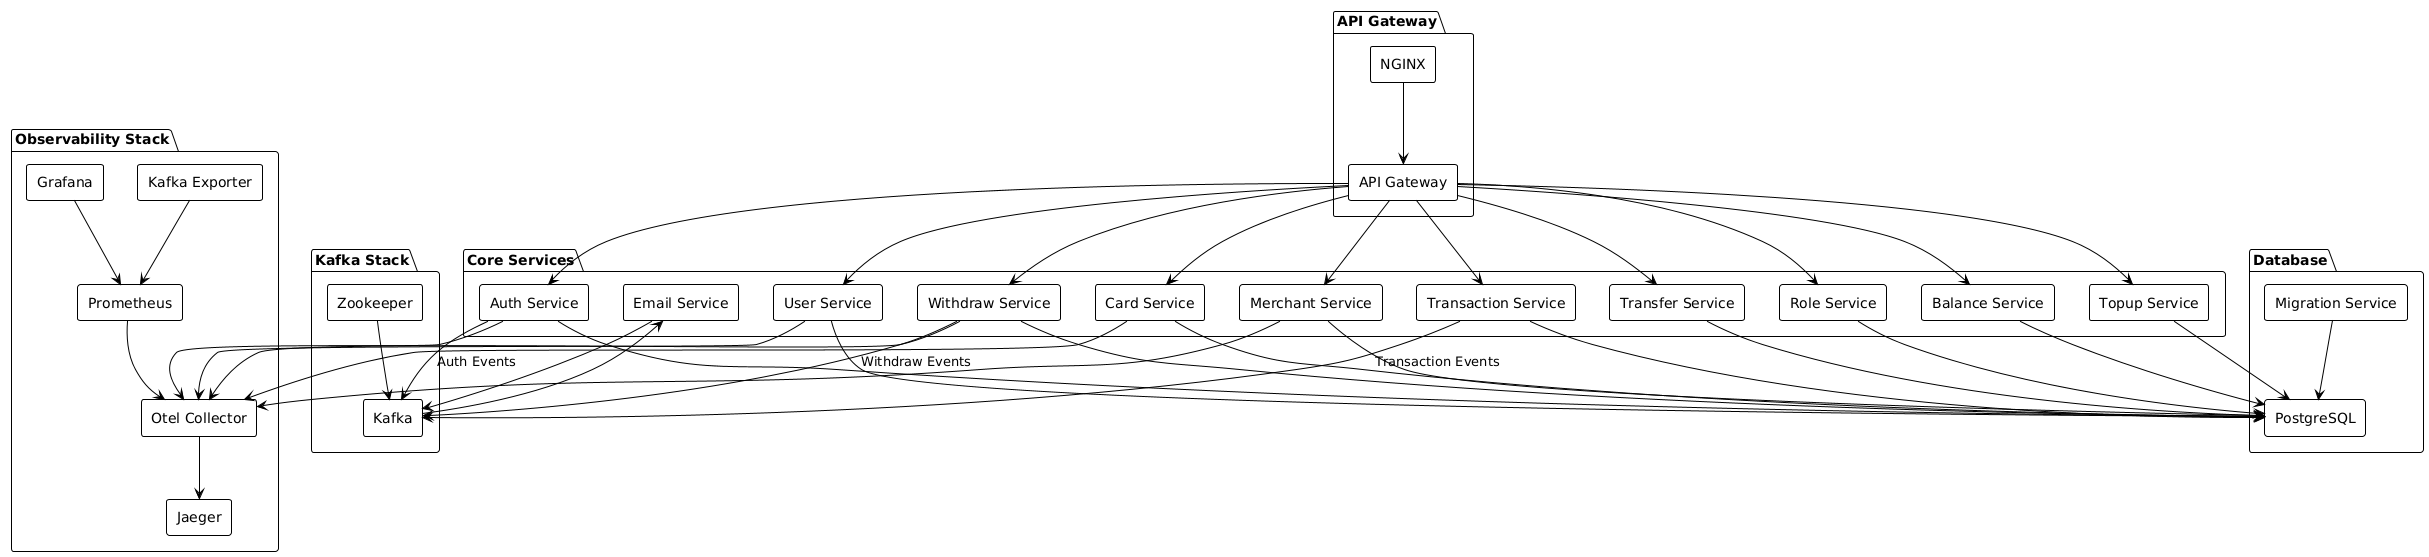 API Gateway
NGINX
API Gateway
Observability Stack
Grafana
Kafka Exporter
Prometheus
Otel Collector
Jaeger
Kafka Stack
Zookeeper
Kafka
Core Services
Auth Service
Email Service
User Service
Withdraw Service
Card Service
Merchant Service
Transaction Service
Transfer Service
Role Service
Balance Service
Topup Service
Auth Events
Withdraw Events
Transaction Events
Database
Migration Service
PostgreSQL